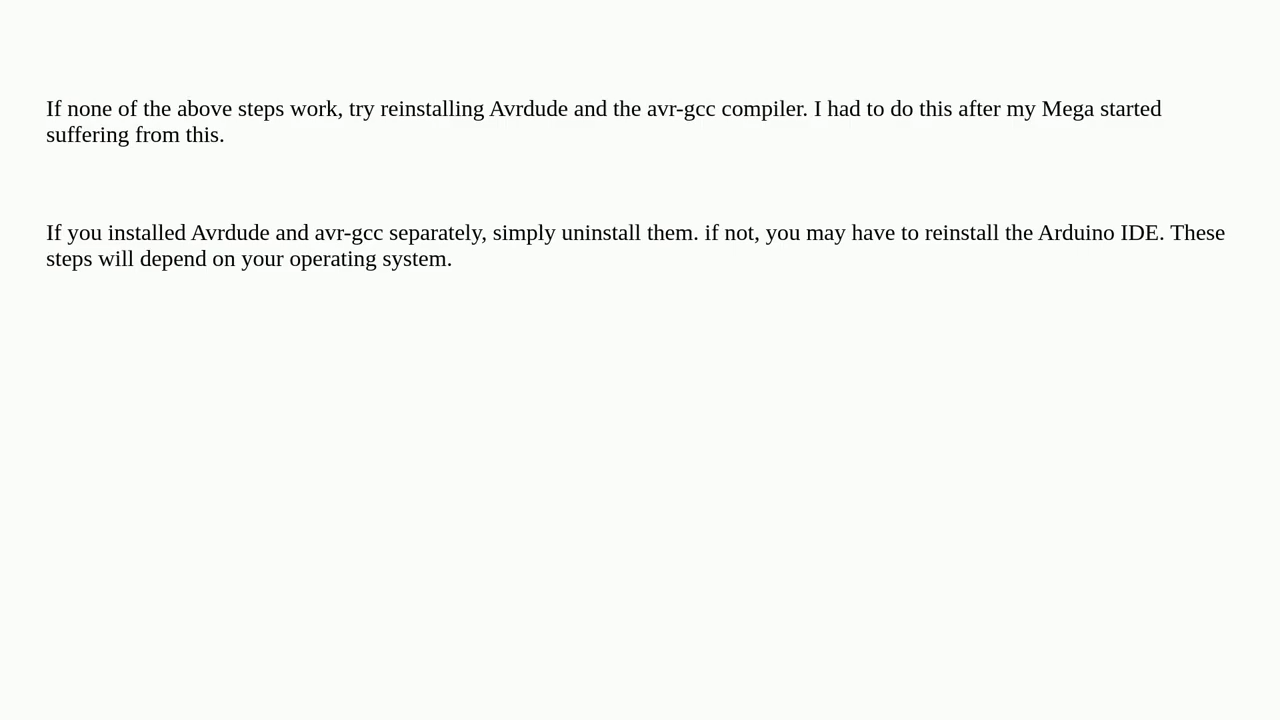 If none of the above steps work, try reinstalling Avrdude and the avr-gcc compiler. I had to do this after my Mega started
suffering from this.
If you installed Avrdude and avr-gcc separately, simply uninstall them. if not, you may have to reinstall the Arduino IDE. These
steps will depend on your operating system.